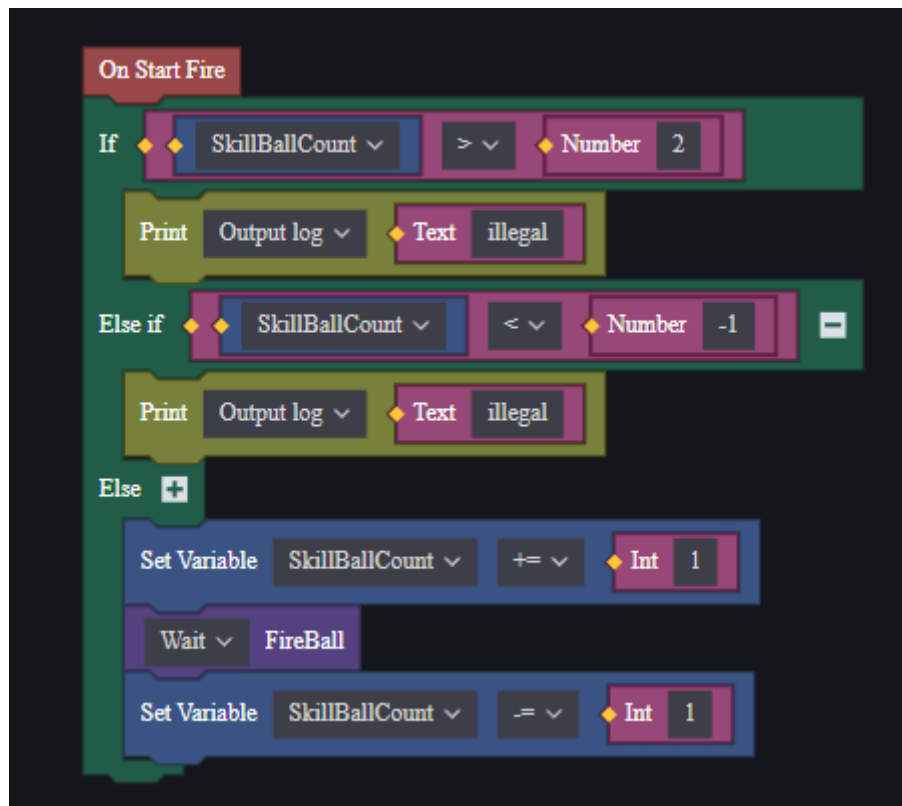 On Start Fire
If SkillBallCount > Number 2
Print Output log Text illegal
Else if SkillBallCount < Number -1
Print Output log Text illegal
Else
Set Variable SkillBallCount += Int 1
Wait FireBall
Set Variable SkillBallCount -= Int 1